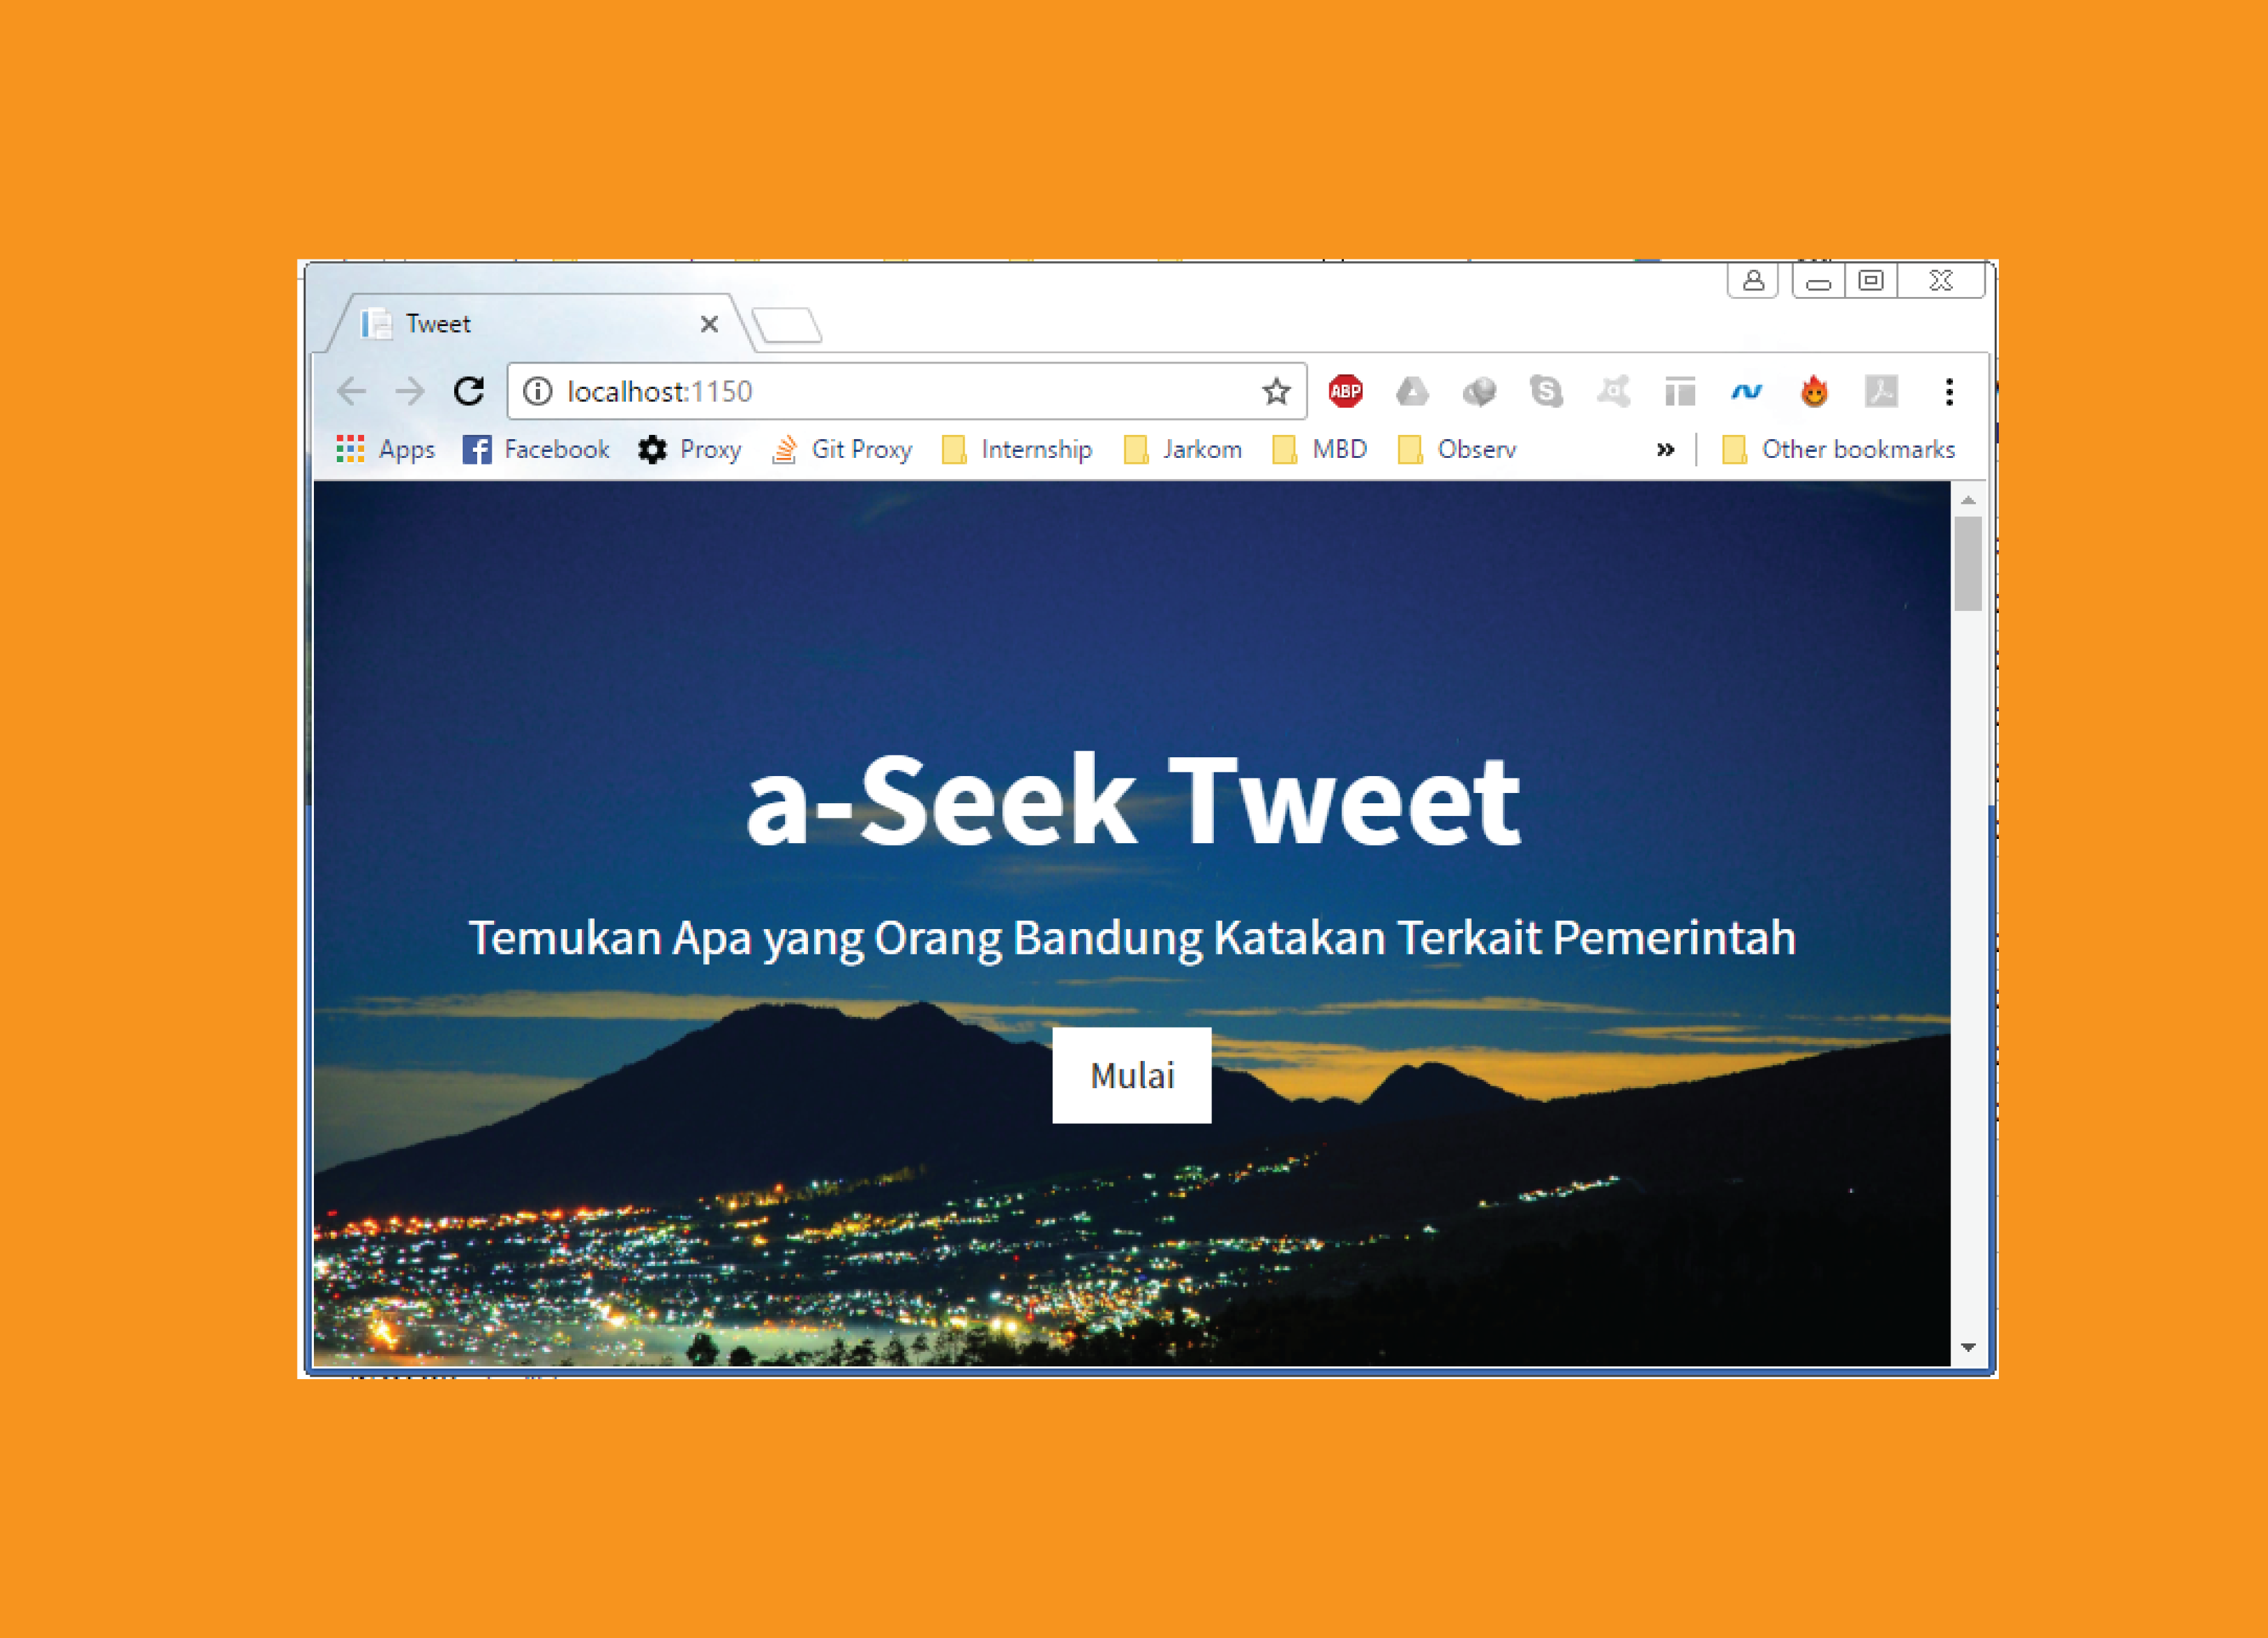 Tweet
localhost:1150
ABP
Apps Facebook Proxy Git Proxy Internship Jarkom MBD Observ » Other bookmarks
a-Seek Tweet
Temukan Apa yang Orang Bandung Katakan Terkait Pemerintah
Mulai